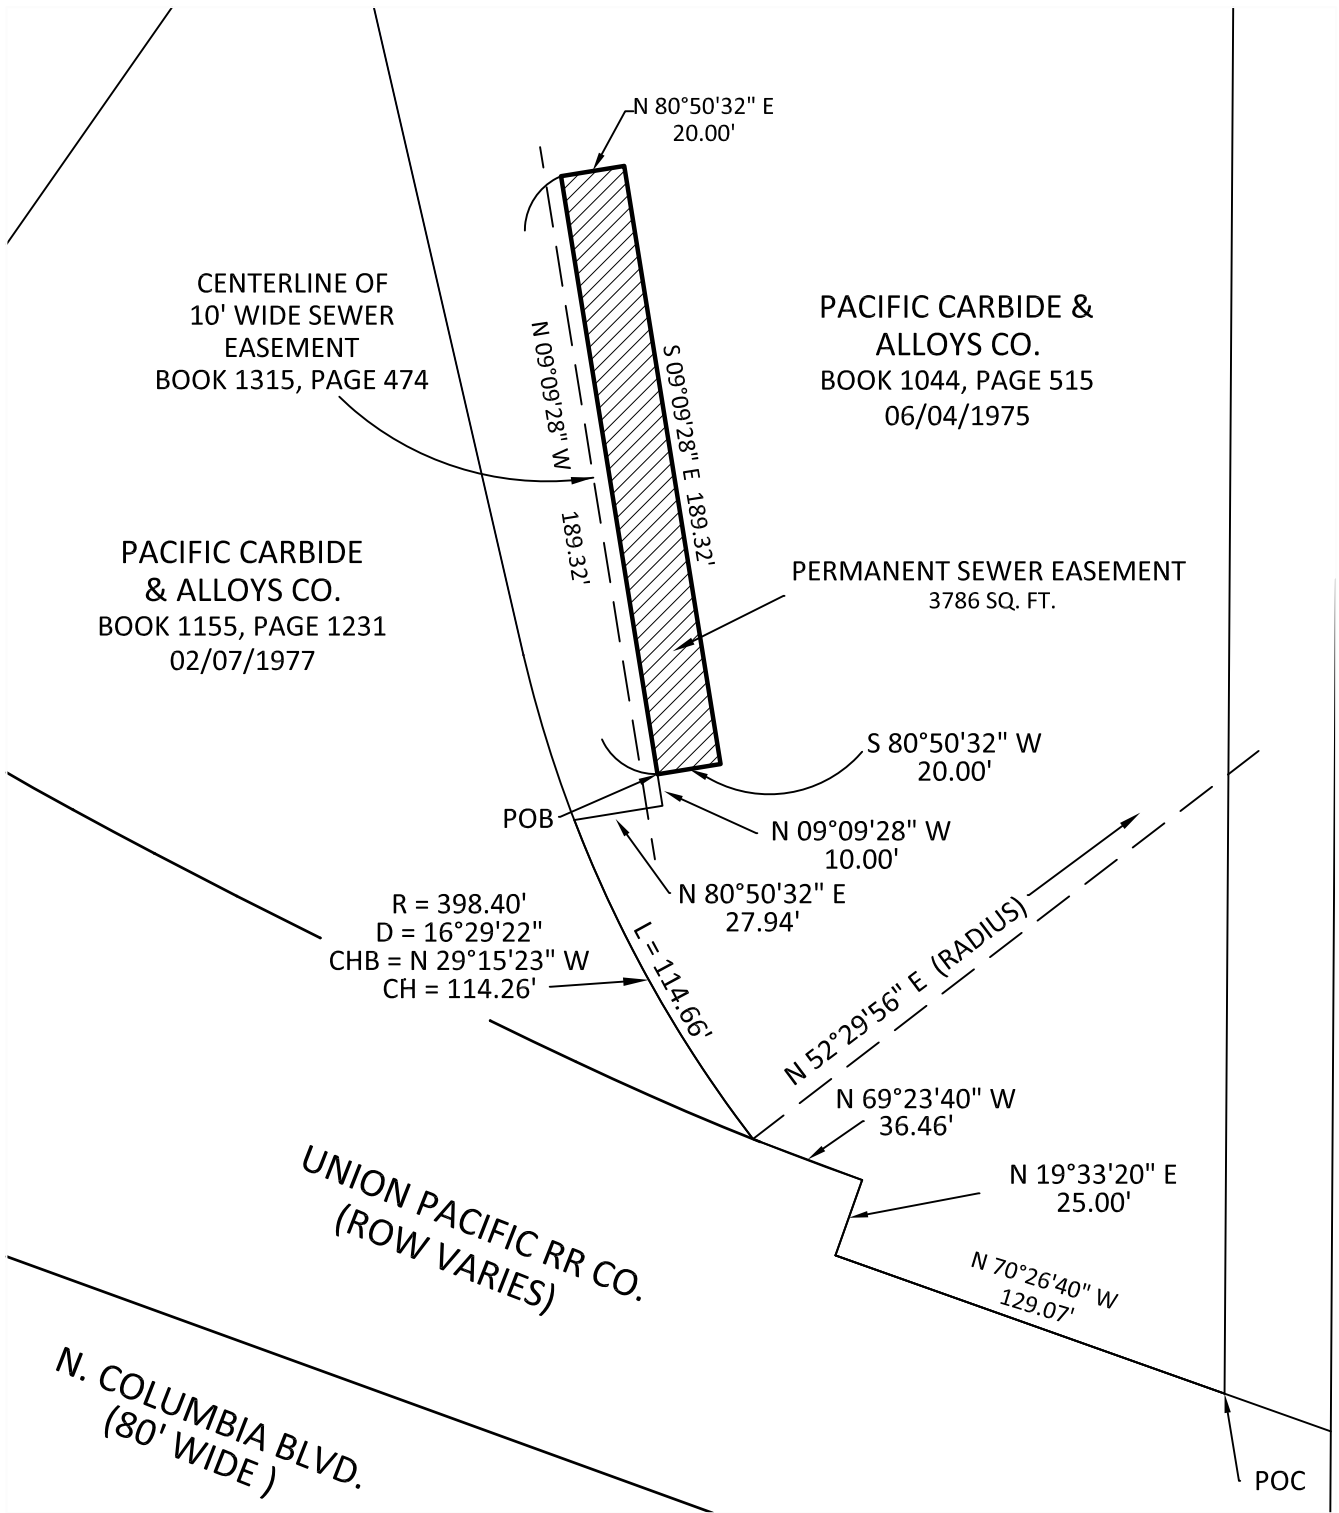 N 80°50'32" E
20.00'
CENTERLINE OF
10' WIDE SEWER
EASEMENT
BOOK 1315, PAGE 474
PACIFIC CARBIDE &
ALLOYS CO.
BOOK 1044, PAGE 515
06/04/1975
N 09°09'28" W 189.32'
S 09°09'28" E 189.32'
PACIFIC CARBIDE
& ALLOYS CO.
BOOK 1155, PAGE 1231
02/07/1977
PERMANENT SEWER EASEMENT
3786 SQ. FT.
S 80°50'32" W
20.00'
POB
N 09°09'28" W
10.00'
N 80°50'32" E
27.94'
R = 398.40'
D = 16°29'22"
CHB = N 29°15'23" W
CH = 114.26'
L = 114.66'
N 52°29'56" E (RADIUS)
N 69°23'40" W
36.46'
N 19°33'20" E
25.00'
N 70°26'40" W
129.07'
UNION PACIFIC RR CO.
(ROW VARIES)
N. COLUMBIA BLVD.
(80' WIDE )
POC